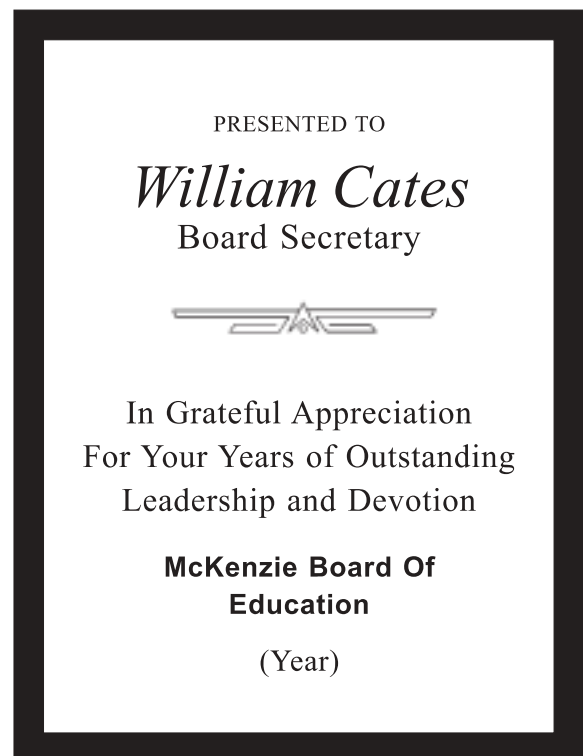 PRESENTED TO
William Cates
Board Secretary
In Grateful Appreciation
For Your Years of Outstanding
Leadership and Devotion
McKenzie Board Of
Education
(Year)